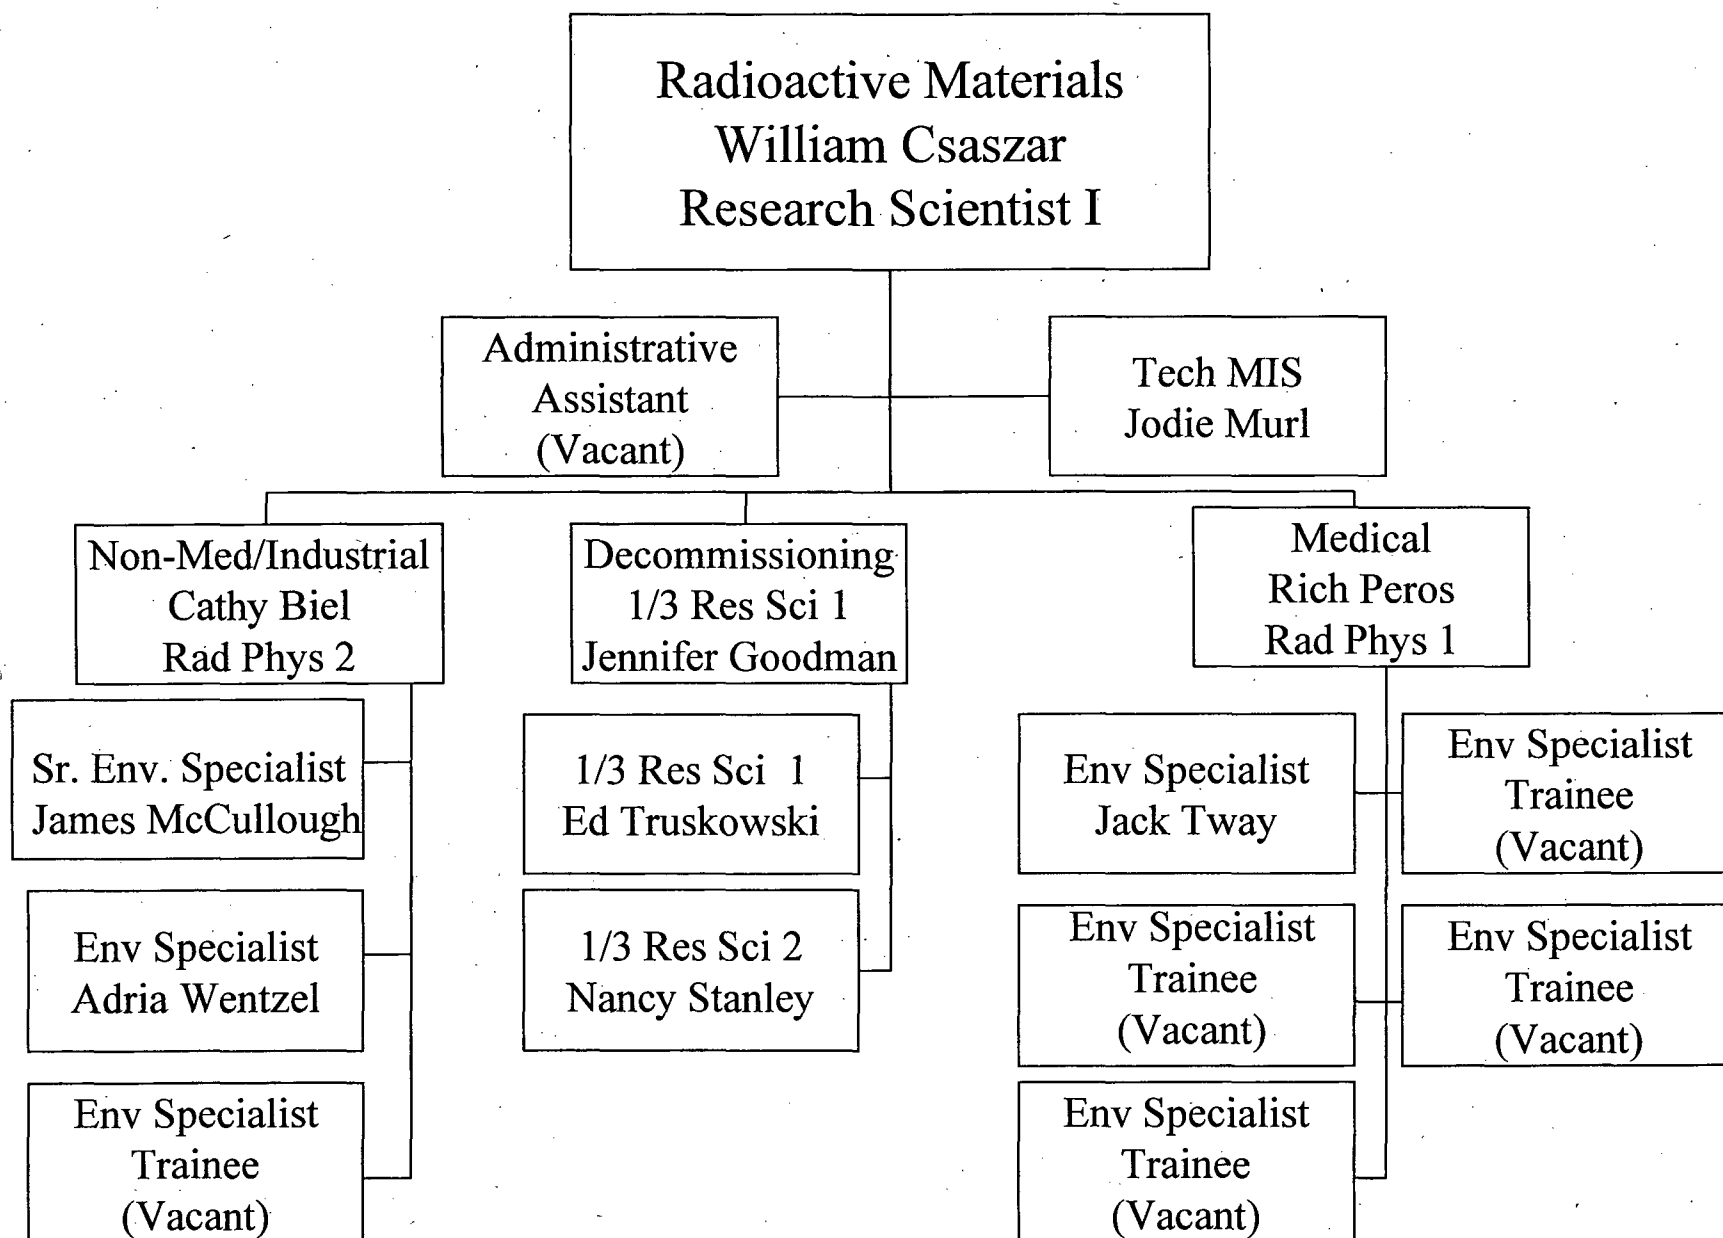 Radioactive Materials
William Csaszar
Research Scientist I
Administrative
Assistant
(Vacant)
Tech MIS
Jodie Murl
Non-Med/Industrial
Cathy Biel
Rad Phys 2
Decommissioning
1/3 Res Sci 1
Jennifer Goodman
Medical
Rich Peros
Rad Phys 1
Sr. Env. Specialist
James McCullough
Env Specialist
Adria Wentzel
Env Specialist
Trainee
(Vacant)
1/3 Res Sci 1
Ed Truskowski
1/3 Res Sci 2
Nancy Stanley
Env Specialist
Jack Tway
Env Specialist
Trainee
(Vacant)
Env Specialist
Trainee
(Vacant)
Env Specialist
Trainee
(Vacant)
Env Specialist
Trainee
(Vacant)